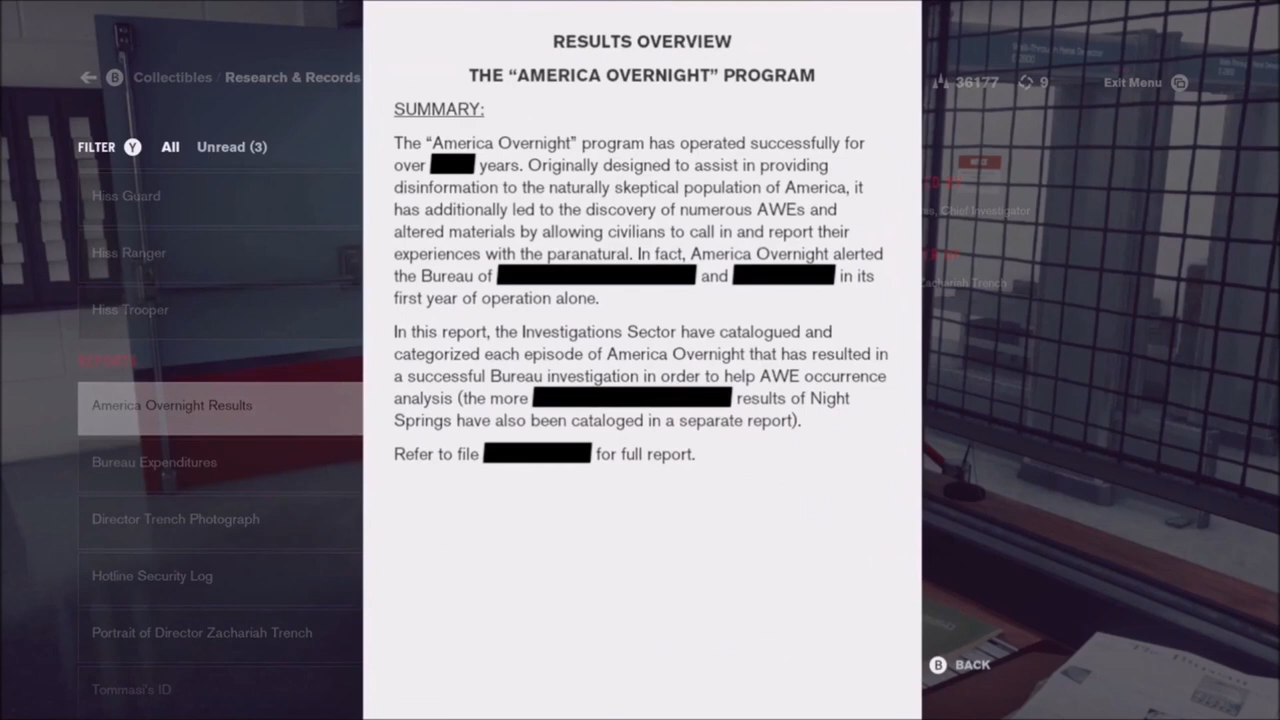 RESULTS OVERVIEW
THE “AMERICA OVERNIGHT” PROGRAM
SUMMARY:
The “America Overnight” program has operated successfully for
over years. Originally designed to assist in providing
disinformation to the naturally skeptical population of America, it
has additionally led to the discovery of numerous AWEs and
altered materials by allowing civilians to call in and report their
experiences with the paranatural. In fact, America Overnight alerted
the Bureau of and in its
first year of operation alone.
In this report, the Investigations Sector have catalogued and
categorized each episode of America Overnight that has resulted in
a successful Bureau investigation in order to help AWE occurrence
analysis (the more results of Night
Springs have also been cataloged in a separate report).
Refer to file for full report.
B Collectibles / Research & Records
36177 9 Exit Menu
FILTER Y All Unread (3)
Hiss Guard
Hiss Ranger
Hiss Trooper
REPORTS
America Overnight Results
Bureau Expenditures
Director Trench Photograph
Hotline Security Log
Portrait of Director Zachariah Trench
Tommasi's ID
Chief Investigator
Zachariah Trench
B BACK